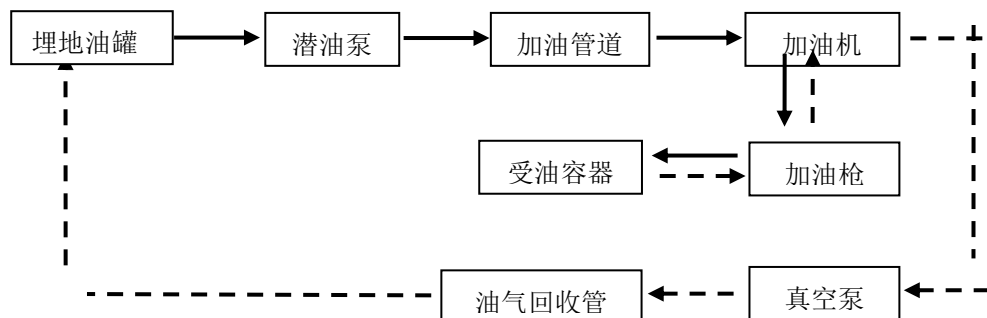 埋地油罐
潜油泵
加油管道
加油机
受油容器
加油枪
油气回收管
真空泵